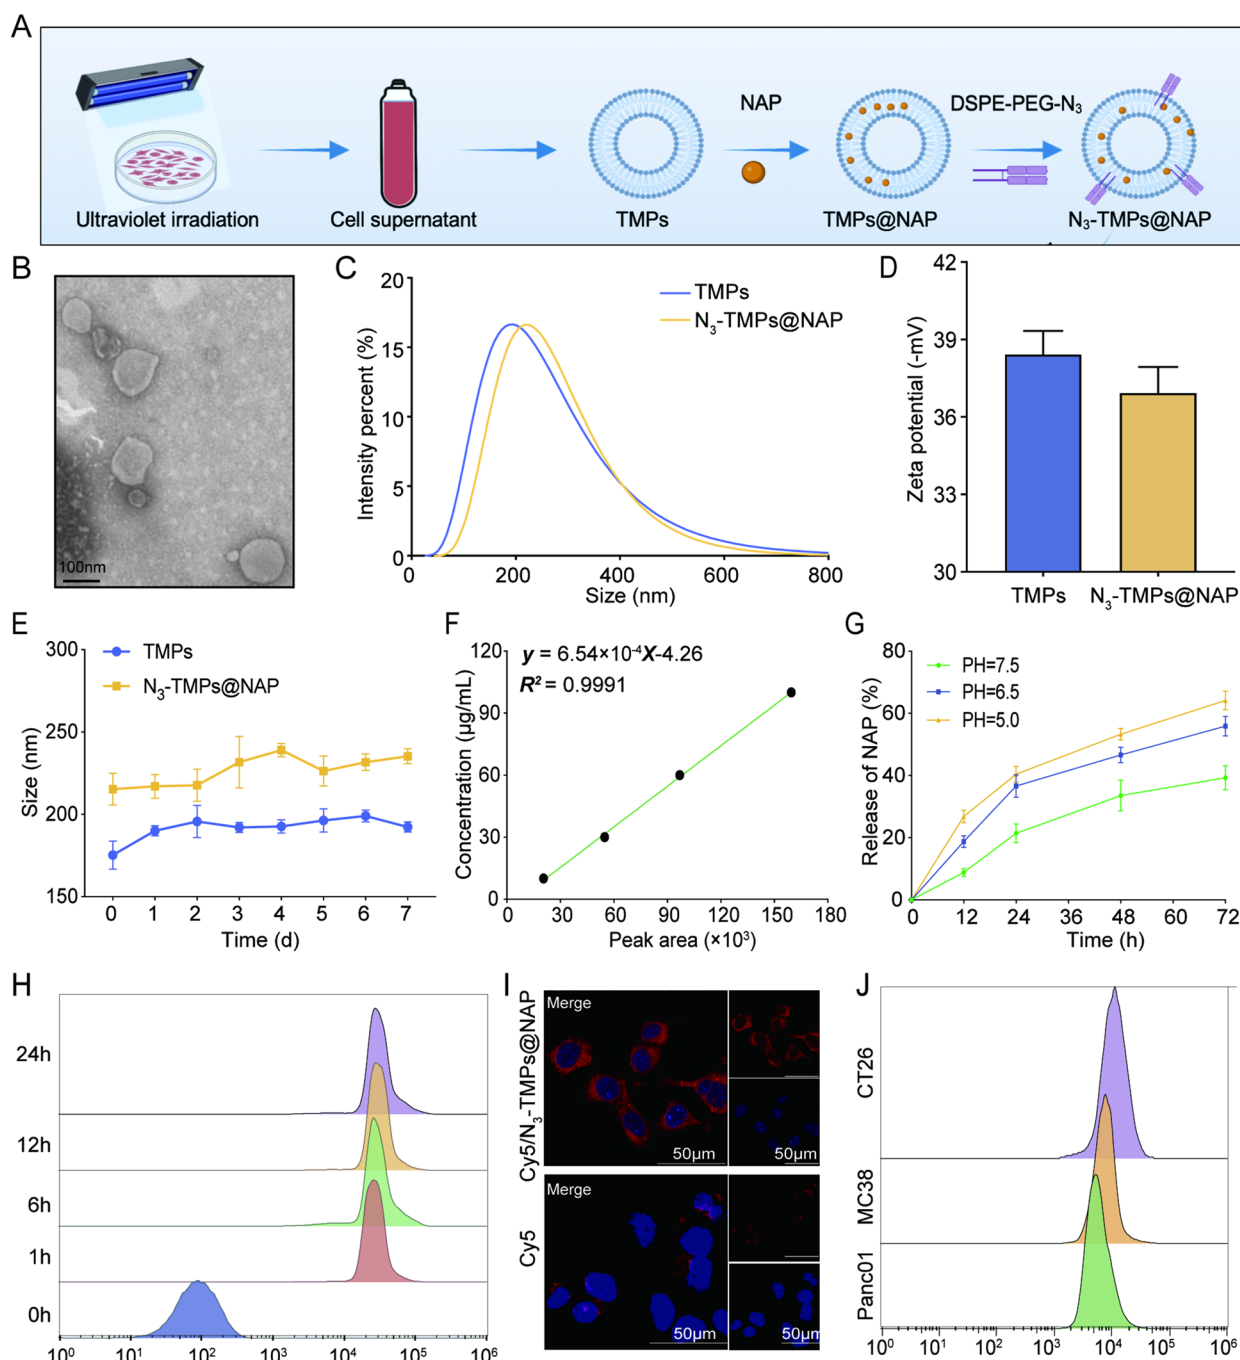 A
NAP
DSPE-PEG-N₃
Ultraviolet irradiation
Cell supernatant
TMPs
TMPs@NAP
N₃-TMPs@NAP
B
100nm
C
Intensity percent (%)
20
15
10
5
0
TMPs
N₃-TMPs@NAP
0
200
400
600
800
Size (nm)
D
Zeta potential (-mV)
42
39
36
33
30
TMPs
N₃-TMPs@NAP
E
Size (nm)
300
250
200
150
TMPs
N₃-TMPs@NAP
0 1 2 3 4 5 6 7
Time (d)
F
Concentration (μg/mL)
120
90
60
30
0
y = 6.54×10⁻⁴X-4.26
R² = 0.9991
0 30 60 90 120 150 180
Peak area (×10³)
G
Release of NAP (%)
80
60
40
20
0
PH=7.5
PH=6.5
PH=5.0
0 12 24 36 48 60 72
Time (h)
H
24h
12h
6h
1h
0h
10⁰ 10¹ 10² 10³ 10⁴ 10⁵ 10⁶
I
Cy5/N₃-TMPs@NAP
Merge
50μm
50μm
Cy5
Merge
50μm
50μm
J
CT26
MC38
Panc01
10⁰ 10¹ 10² 10³ 10⁴ 10⁵ 10⁶